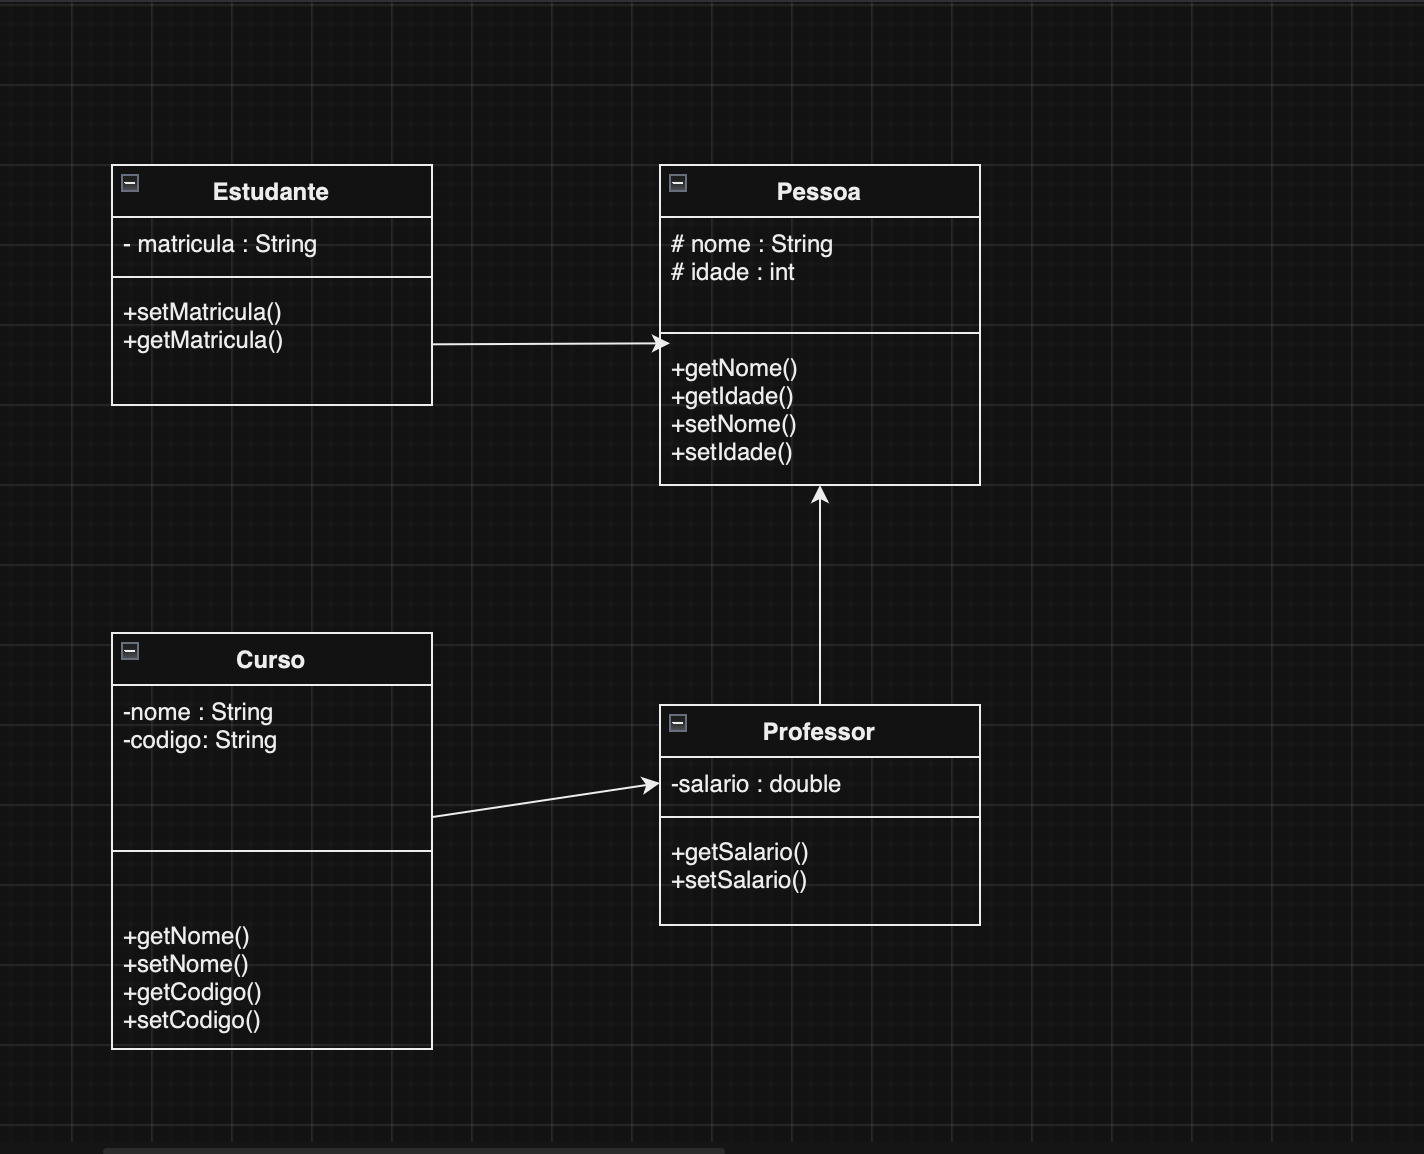 Estudante
- matricula : String
+setMatricula()
+getMatricula()
Pessoa
# nome : String
# idade : int
+getNome()
+getIdade()
+setNome()
+setIdade()
Curso
-nome : String
-codigo: String
+getNome()
+setNome()
+getCodigo()
+setCodigo()
Professor
-salario : double
+getSalario()
+setSalario()